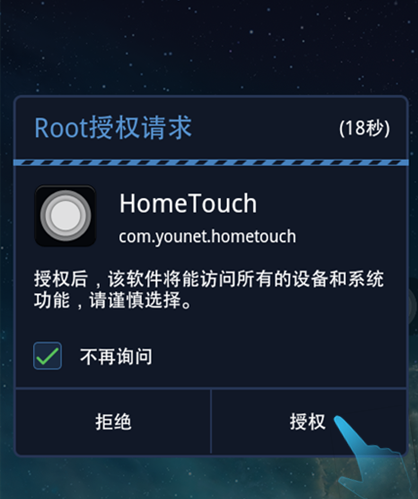 Root授权请求 (18秒)
HomeTouch
com.younet.hometouch
授权后，该软件将能访问所有的设备和系统
功能，请谨慎选择。
不再询问
拒绝 授权